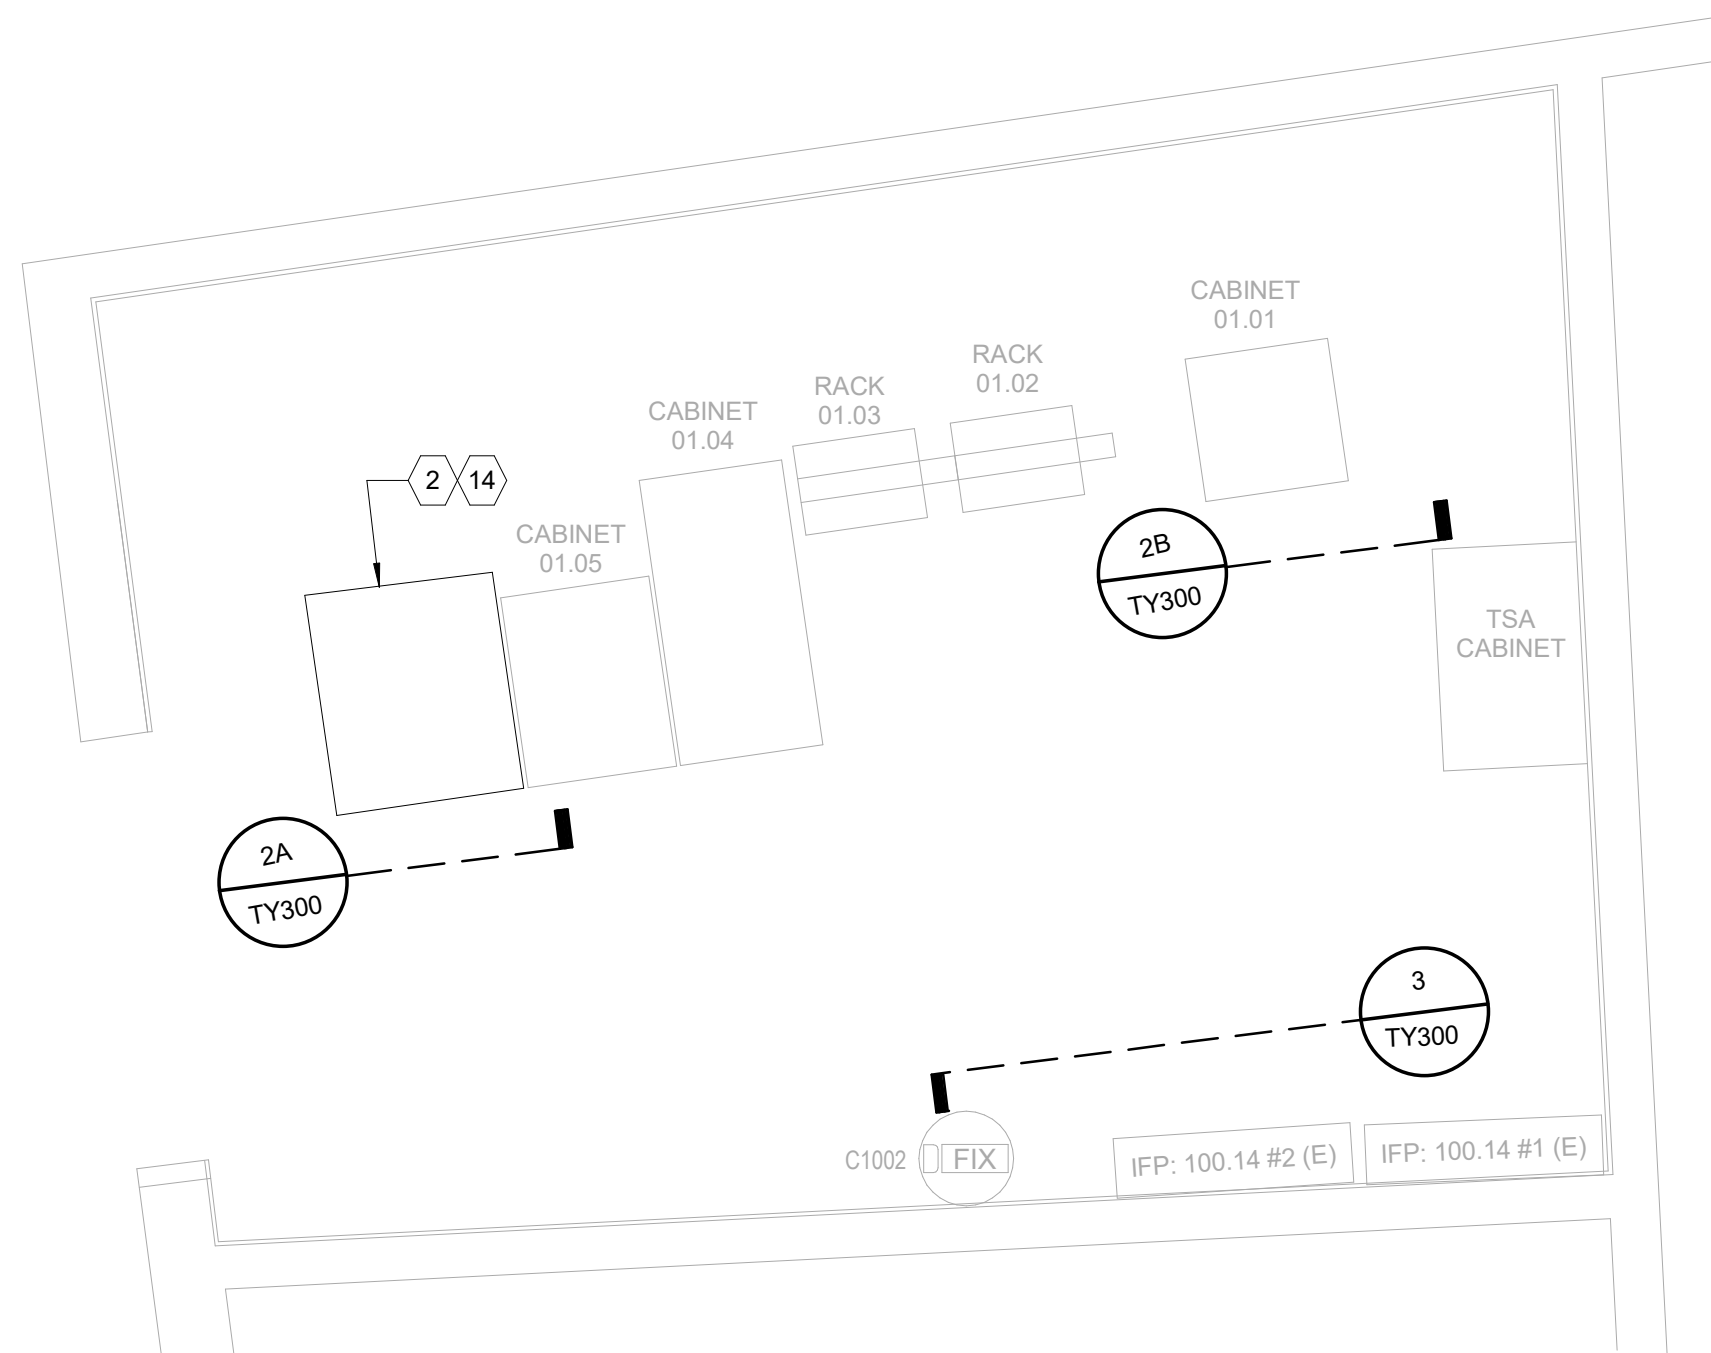 CABINET
01.01
RACK
01.02
RACK
01.03
CABINET
01.04
2 14
CABINET
01.05
2B
TY300
TSA
CABINET
2A
TY300
3
TY300
C1002 FIX
IFP: 100.14 #2 (E)
IFP: 100.14 #1 (E)